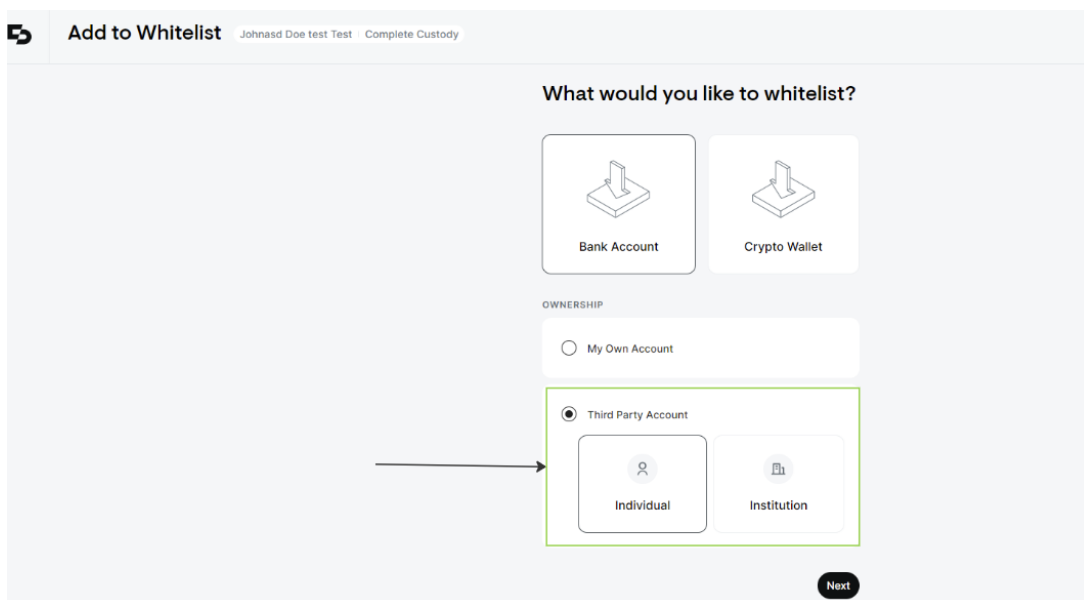 Add to Whitelist Johnasd Doe test Test Complete Custody
What would you like to whitelist?
Bank Account Crypto Wallet
OWNERSHIP
My Own Account
Third Party Account
Individual Institution
Next